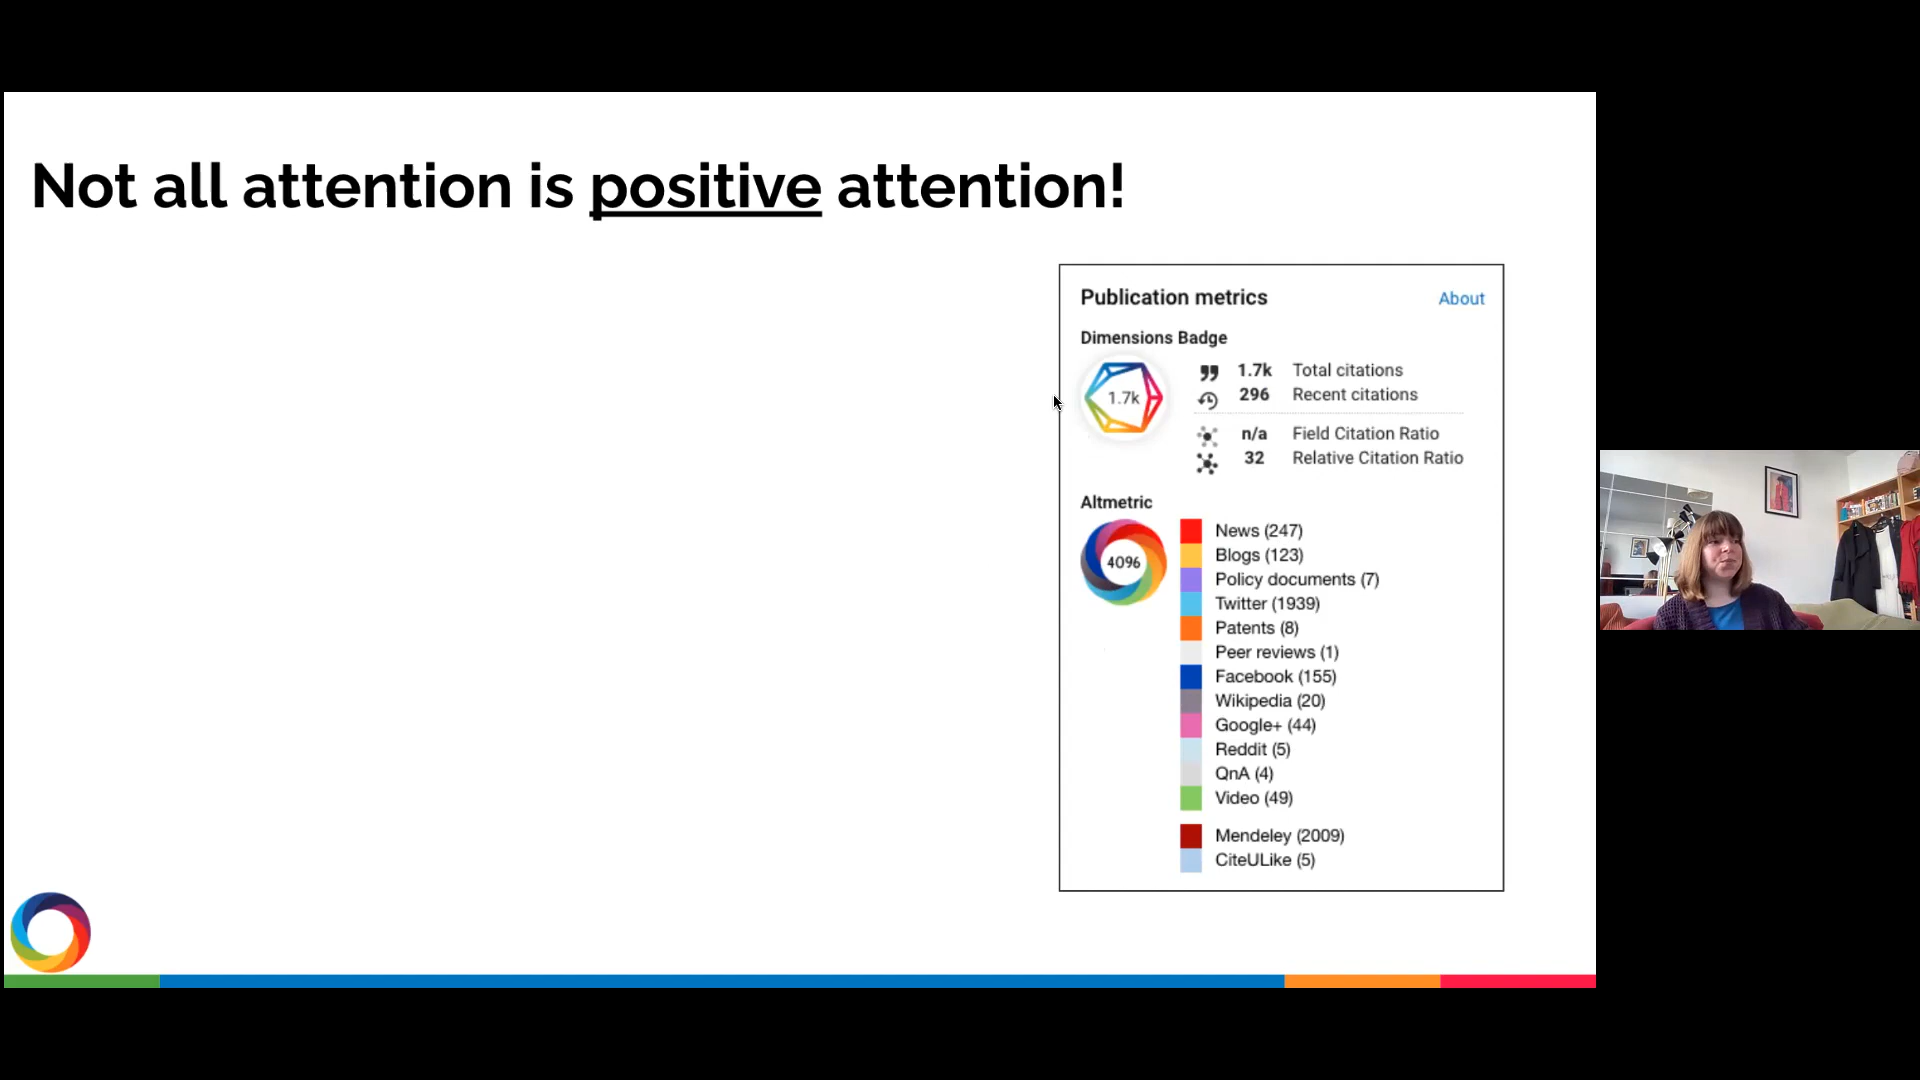 Not all attention is positive attention!
Publication metrics About
Dimensions Badge
1.7k
1.7k Total citations
296 Recent citations
n/a Field Citation Ratio
32 Relative Citation Ratio
Altmetric
4096
News (247)
Blogs (123)
Policy documents (7)
Twitter (1939)
Patents (8)
Peer reviews (1)
Facebook (155)
Wikipedia (20)
Google+ (44)
Reddit (5)
QnA (4)
Video (49)
Mendeley (2009)
CiteULike (5)